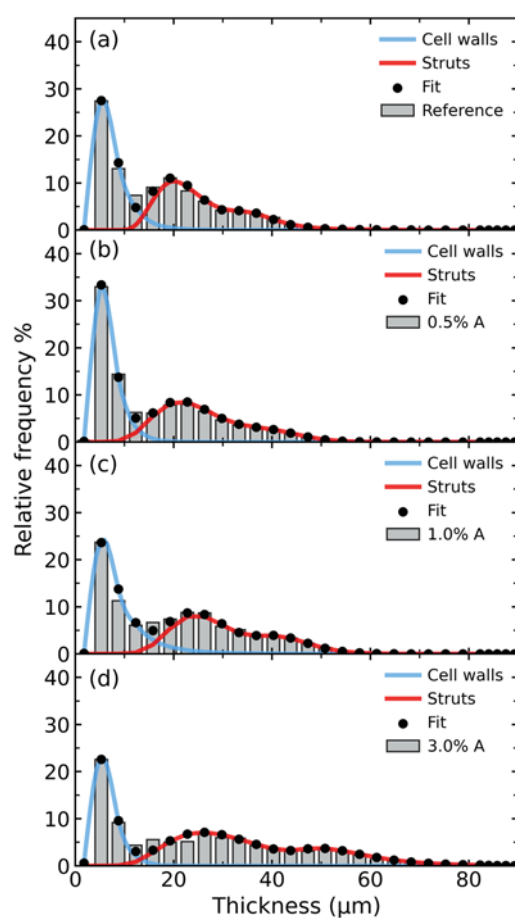 (a)
Cell walls
Struts
Fit
Reference
40
30
20
10
0
(b)
Cell walls
Struts
Fit
0.5% A
40
30
20
10
0
Relative frequency %
(c)
Cell walls
Struts
Fit
1.0% A
40
30
20
10
0
(d)
Cell walls
Struts
Fit
3.0% A
40
30
20
10
0
0 20 40 60 80
Thickness (μm)